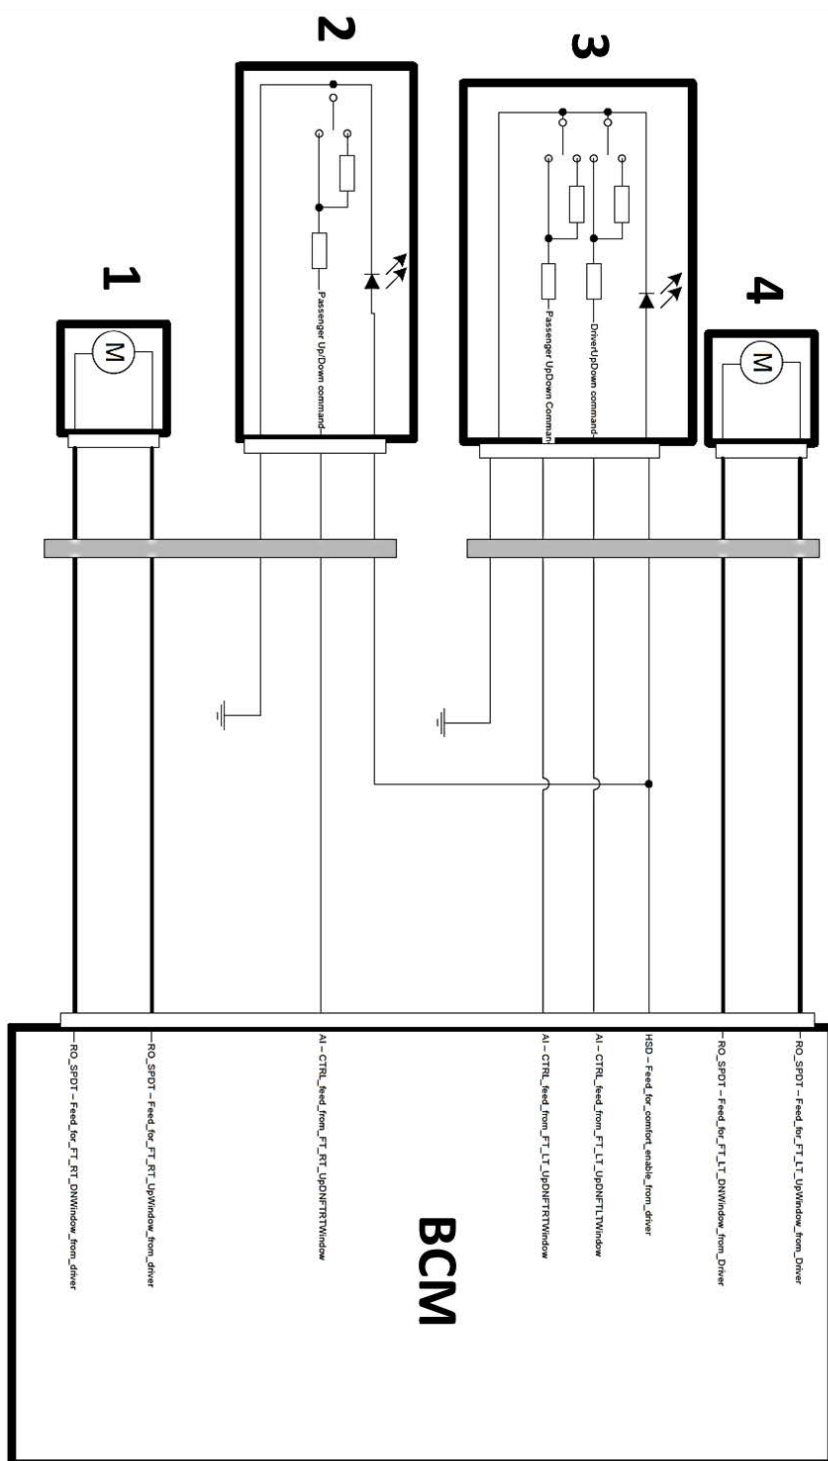 1
2
3
4
M
M
Passenger Up/Down command
Passenger UpDown Comman
DriverUpDown command
RO_SPDT – Feed_for_FT_RT_DNWindow_from_driver
RO_SPDT – Feed_for_FT_RT_UpWindow_from_driver
AI – CTRL_feed_from_FT_RT_UpDNFTRTWindow
AI – CTRL_feed_from_FT_LT_UpDNFTRTWindow
AI – CTRL_feed_from_FT_LT_UpDNFTLTWindow
HSD – Feed_for_comfort_enable_from_driver
RO_SPDT – Feed_for_FT_LT_DNWindow_from_Driver
RO_SPDT – Feed_for_FT_LT_UpWindow_from_Driver
BCM